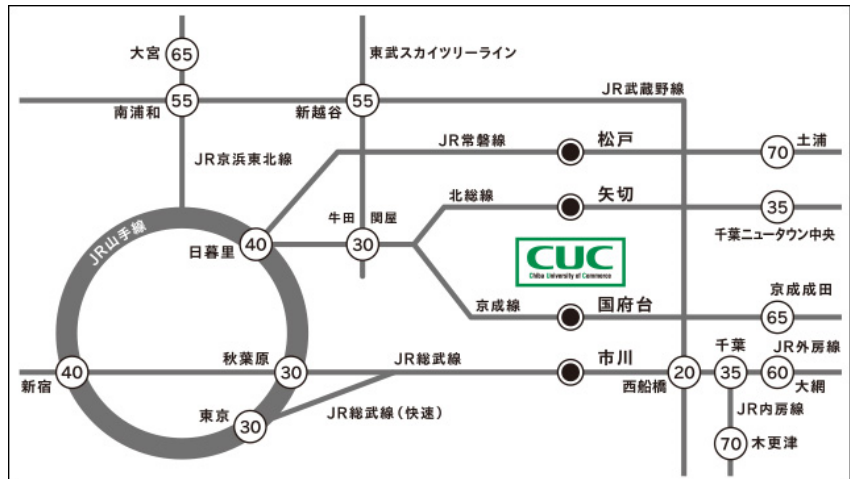 大宮
65
東武スカイツリーライン
JR武蔵野線
南浦和
55
新越谷
55
JR京浜東北線
JR常磐線
松戸
70
土浦
北総線
矢切
35
千葉ニュータウン中央
JR山手線
日暮里
40
牛田
関屋
30
CUC
Chiba University of Commerce
京成線
国府台
京成成田
65
新宿
40
秋葉原
30
JR総武線
市川
西船橋
20
千葉
35
JR外房線
60
大網
東京
30
JR総武線（快速）
JR内房線
70
木更津